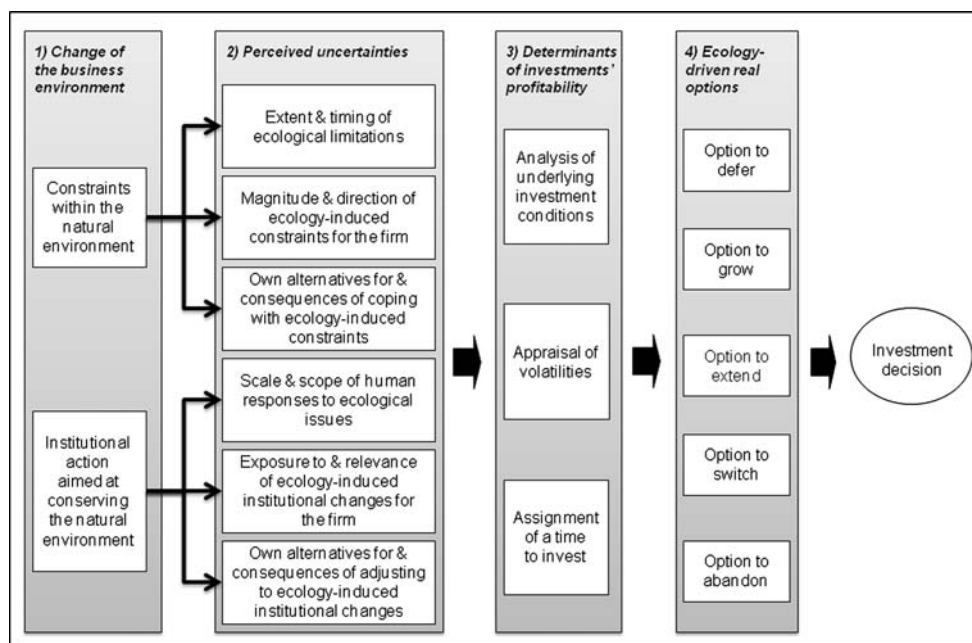 1) Change of
the business
environment
Constraints
within the
natural
environment
Institutional
action
aimed at
conserving
the natural
environment
2) Perceived uncertainties
Extent & timing of
ecological limitations
Magnitude & direction of
ecology-induced
constraints for the firm
Own alternatives for &
consequences of coping
with ecology-induced
constraints
Scale & scope of human
responses to ecological
issues
Exposure to & relevance
of ecology-induced
institutional changes for
the firm
Own alternatives for &
consequences of adjusting
to ecology-induced
institutional changes
3) Determinants
of investments'
profitability
Analysis of
underlying
investment
conditions
Appraisal of
volatilities
Assignment
of a time
to invest
4) Ecology-
driven real
options
Option to
defer
Option to
grow
Option to
extend
Option to
switch
Option to
abandon
Investment
decision